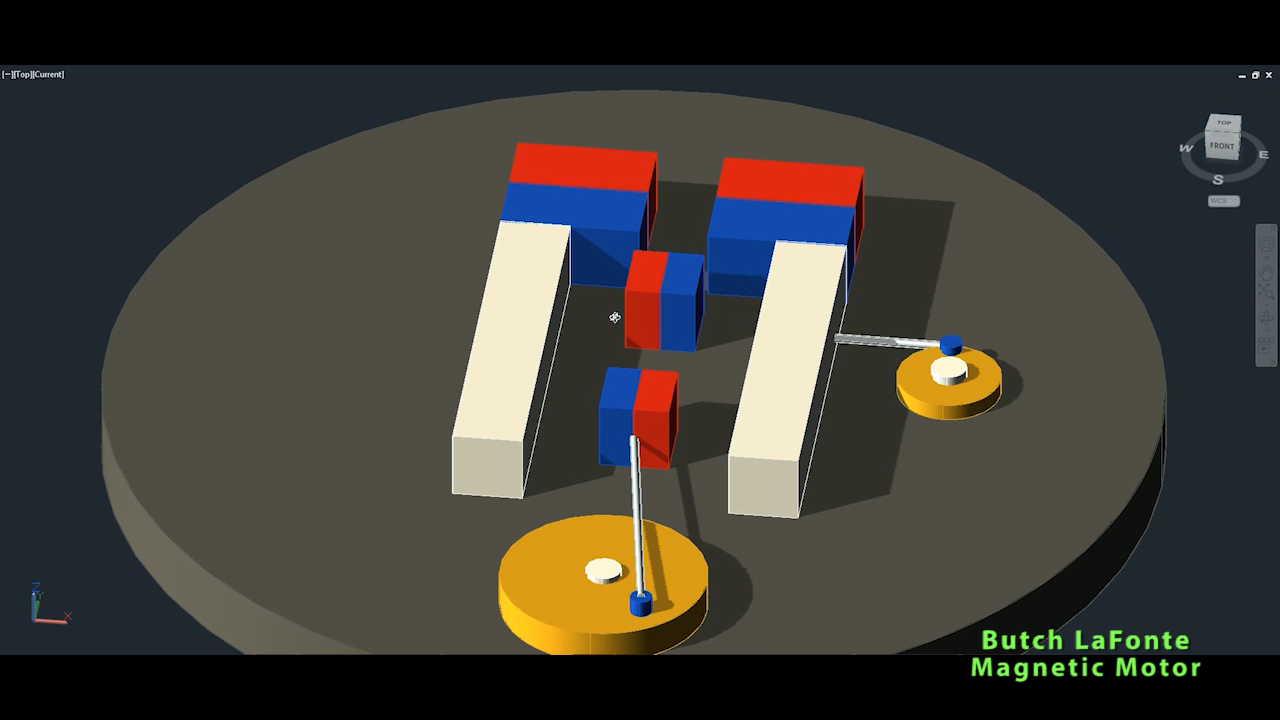 [−][Top][Current]
TOP
FRONT
W
E
S
WCS
Z
Y
X
Butch LaFonte
Magnetic Motor